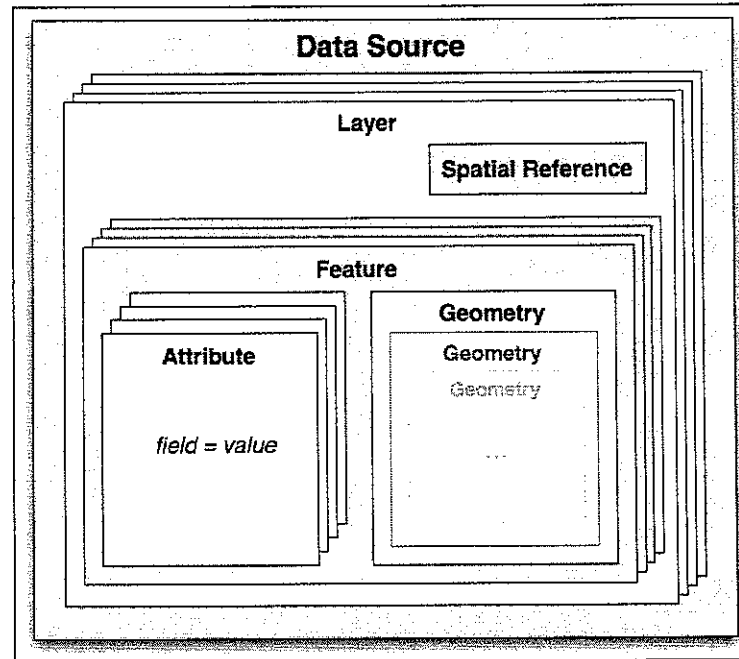 Data Source
Layer
Spatial Reference
Feature
Attribute
field = value
Geometry
Geometry
Geometry
...